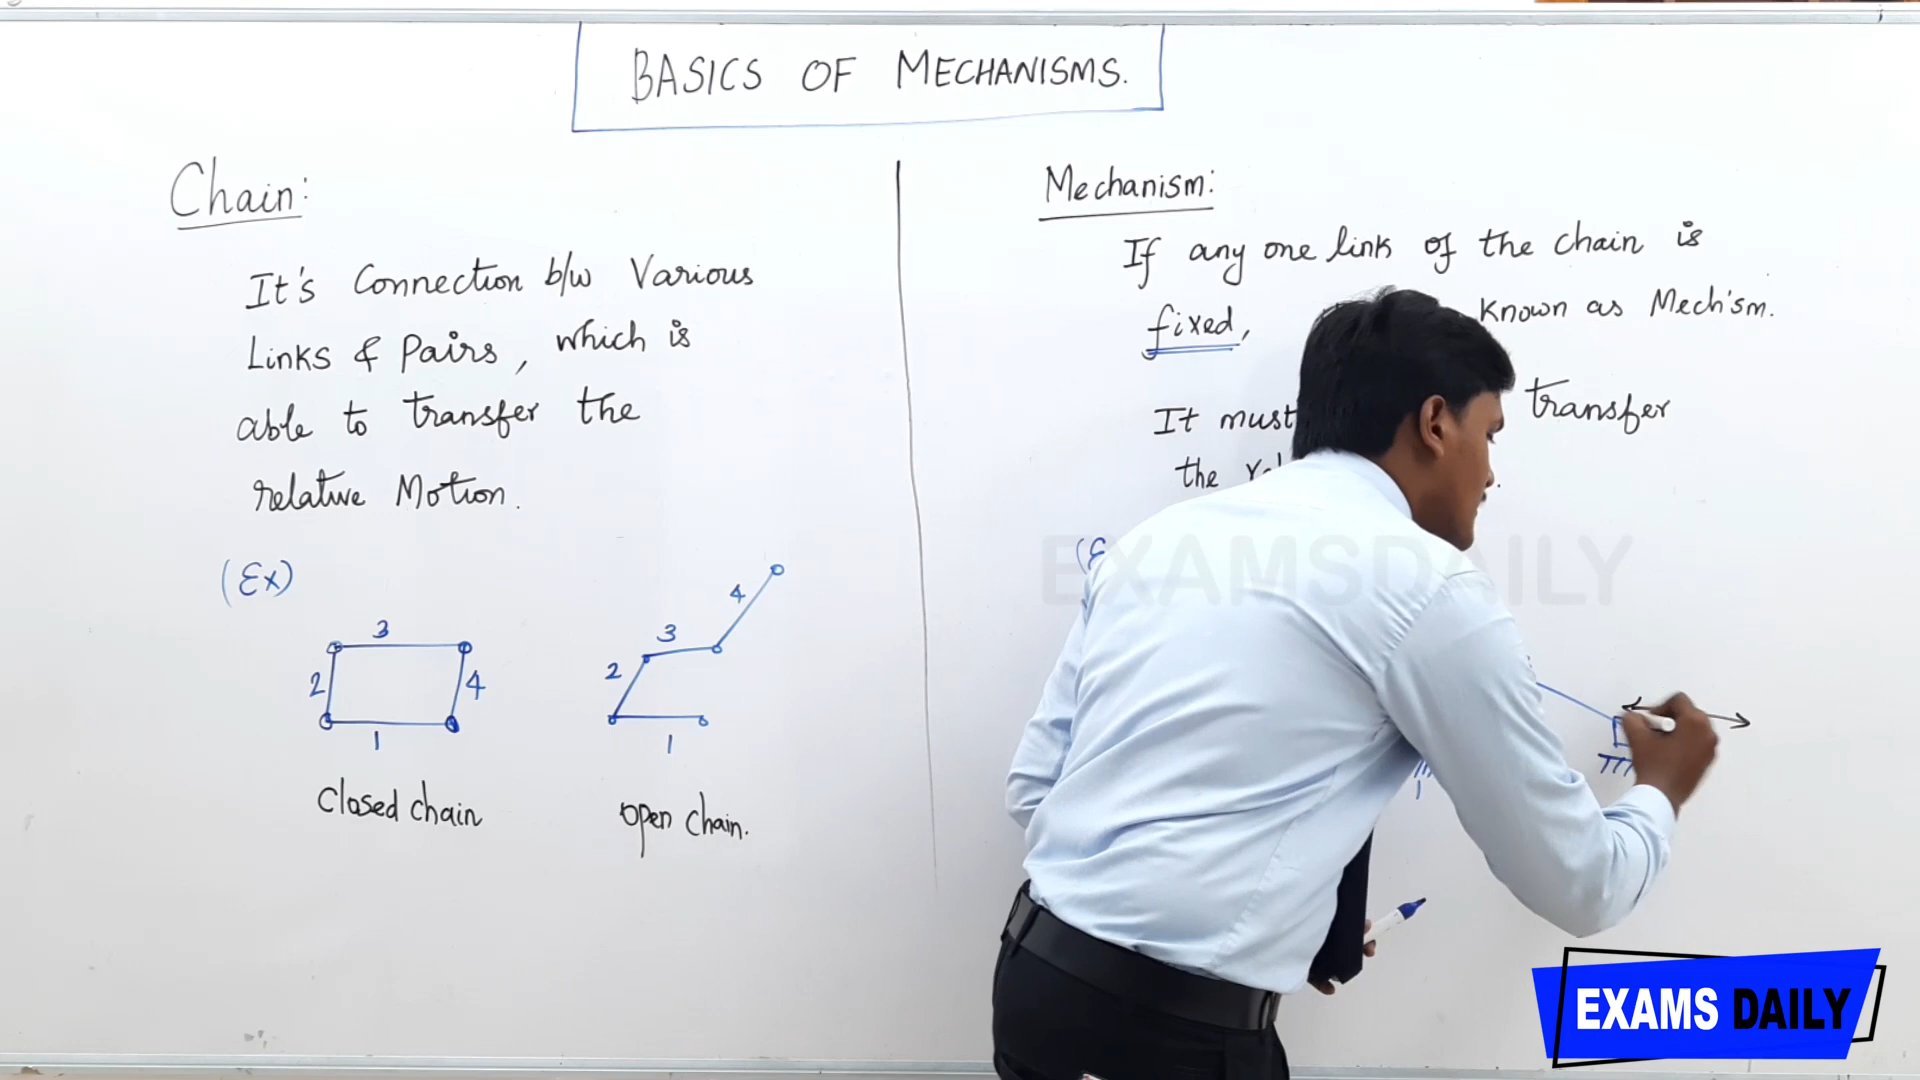 BASICS OF MECHANISMS.
Chain:
It's Connection b/w Various
Links & Pairs, which is
able to transfer the
relative Motion.
(Ex)
3
2
4
1
closed chain
4
3
2
1
open chain.
Mechanism:
If any one link of the chain is
fixed, known as Mech'sm.
It must transfer
the
1
EXAMSDAILY
EXAMS DAILY